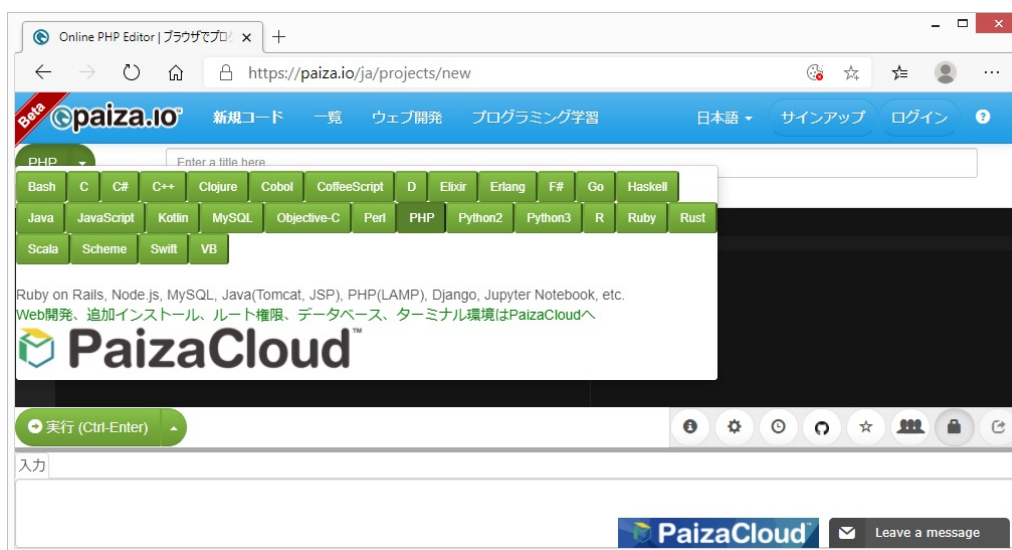 Online PHP Editor | ブラウザでプロ
https://paiza.io/ja/projects/new
Beta paiza.IO 新規コード 一覧 ウェブ開発 プログラミング学習 日本語 サインアップ ログイン
PHP Enter a title here
Bash C C# C++ Clojure Cobol CoffeeScript D Elixir Erlang F# Go Haskell
Java JavaScript Kotlin MySQL Objective-C Perl PHP Python2 Python3 R Ruby Rust
Scala Scheme Swift VB
Ruby on Rails, Node.js, MySQL, Java(Tomcat, JSP), PHP(LAMP), Django, Jupyter Notebook, etc.
Web開発、追加インストール、ルート権限、データベース、ターミナル環境はPaizaCloudへ
PaizaCloud™
実行 (Ctrl-Enter)
入力
PaizaCloud Leave a message